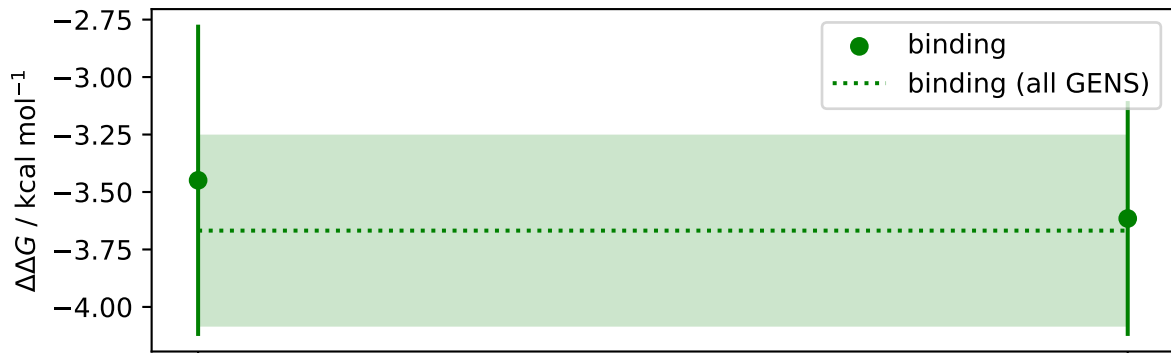 −2.75
−3.00
−3.25
−3.50
−3.75
−4.00
ΔΔG / kcal mol⁻¹
binding
binding (all GENS)